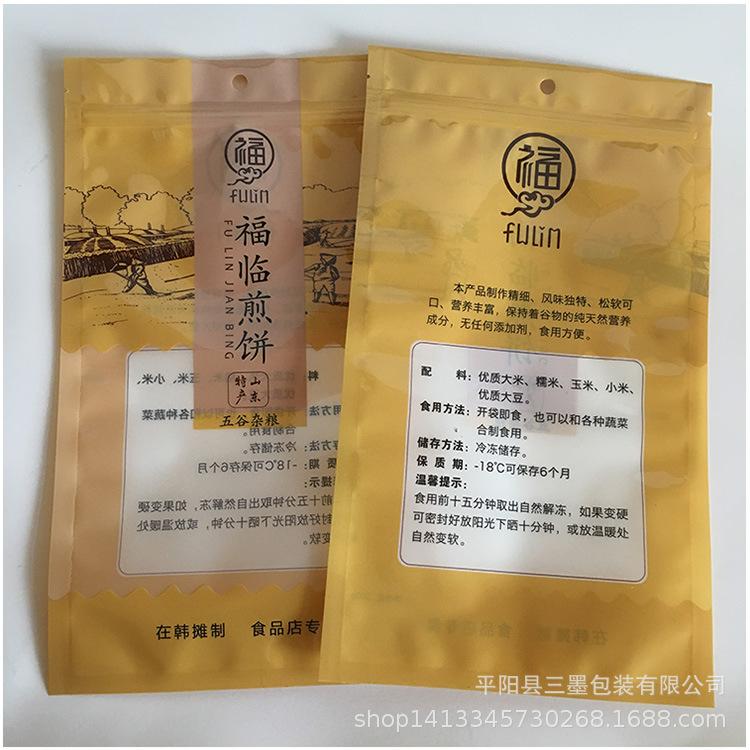 福
fulin
福临煎饼
FU LIN JIAN BING
山东
特产
五谷杂粮
在韩摊制 食品店专
福
fulin
本产品制作精细、风味独特、松软可
口、营养丰富，保持着谷物的纯天然营养
成分，无任何添加剂，食用方便。
配 料：优质大米、糯米、玉米、小米、
优质大豆。
食用方法：开袋即食，也可以和各种蔬菜
合制食用。
储存方法：冷冻储存。
保 质 期：-18℃可保存6个月
温馨提示：
食用前十五分钟取出自然解冻，如果变硬
可密封好放阳光下晒十分钟，或放温暖处
自然变软。
平阳县三墨包装有限公司
shop1413345730268.1688.com